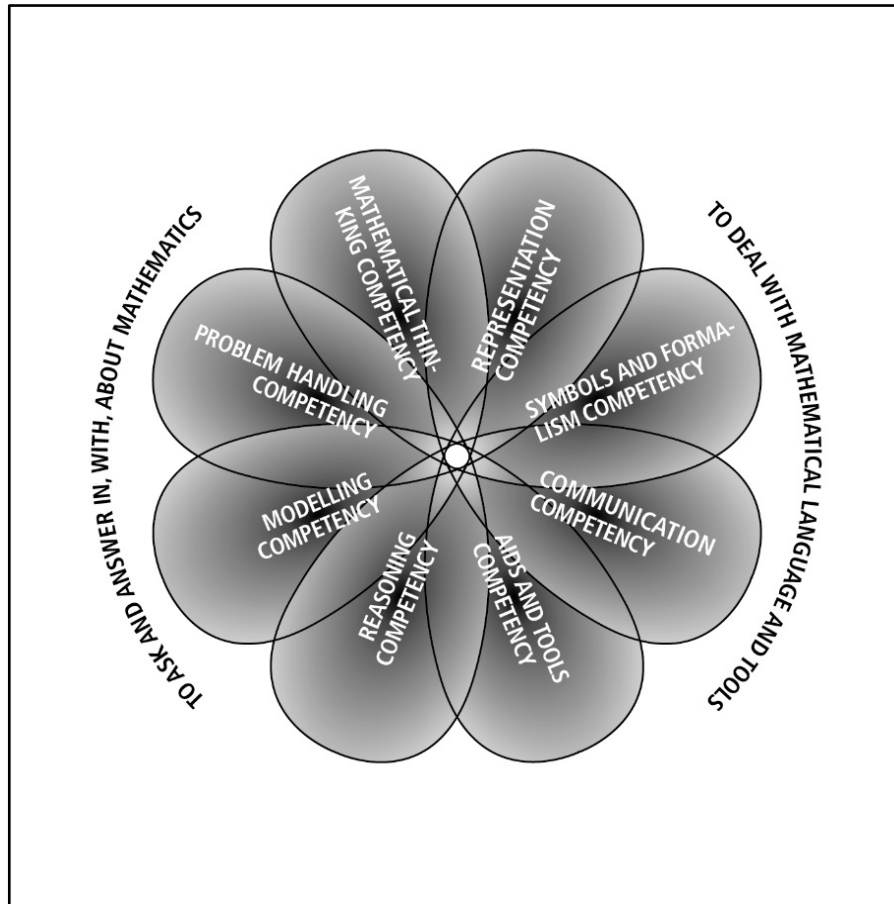 TO ASK AND ANSWER IN, WITH, ABOUT MATHEMATICS
MATHEMATICAL THIN-
KING COMPETENCY
PROBLEM HANDLING
COMPETENCY
MODELLING
COMPETENCY
REASONING
COMPETENCY
REPRESENTATION
COMPETENCY
SYMBOLS AND FORMA-
LISM COMPETENCY
COMMUNICATION
COMPETENCY
AIDS AND TOOLS
COMPETENCY
TO DEAL WITH MATHEMATICAL LANGUAGE AND TOOLS